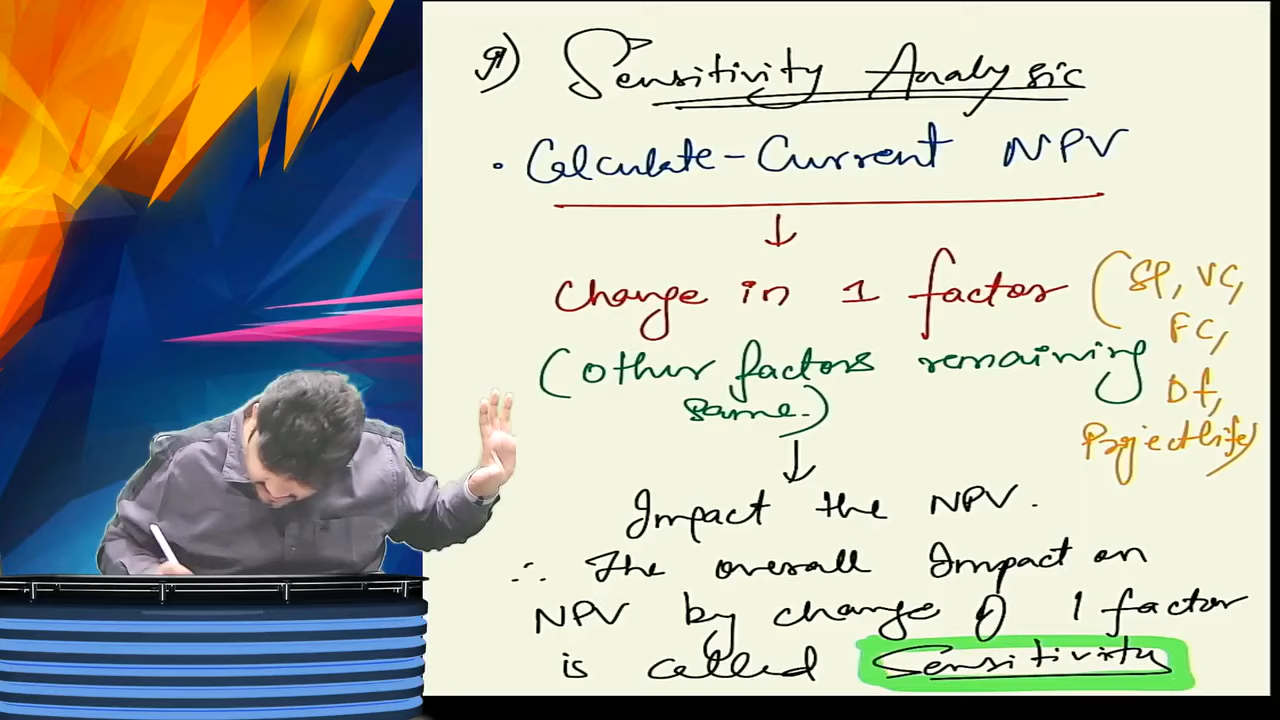 9) Sensitivity Analysis
• Calculate - Current NPV
↓
Change in 1 factor (SP, VC,
FC,
Df,
Project life)
(other factors remaining
same.)
↓
Impact the NPV.
∴ The overall Impact on
NPV by change of 1 factor
is called Sensitivity